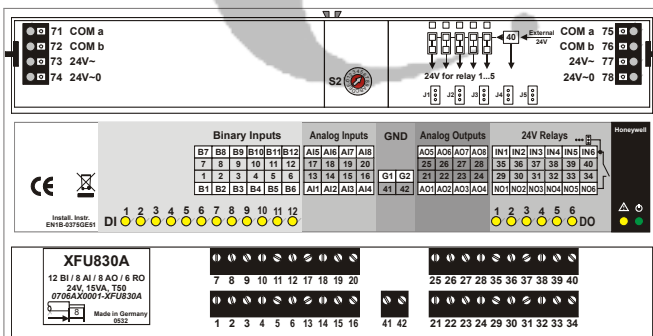 71 COM a
72 COM b
73 24V~
74 24V~0
S2
40
External
24V
24V for relay 1...5
J1 J2 J3 J4 J5
COM a 75
COM b 76
24V~ 77
24V~0 78
Binary Inputs Analog Inputs GND Analog Outputs 24V Relays
Honeywell
B7 B8 B9 B10 B11 B12 AI5 AI6 AI7 AI8 AO5 AO6 AO7 AO8 IN1 IN2 IN3 IN4 IN5 IN6
7 8 9 10 11 12 17 18 19 20 25 26 27 28 35 36 37 38 39 40
1 2 3 4 5 6 13 14 15 16 G1 G2 21 22 23 24 29 30 31 32 33 34
B1 B2 B3 B4 B5 B6 AI1 AI2 AI3 AI4 41 42 AO1 AO2 AO3 AO4 NO1 NO2 NO3 NO4 NO5 NO6
CE
Install. Instr.
EN1B-0375GE51
DI 1 2 3 4 5 6 7 8 9 10 11 12
1 2 3 4 5 6 DO
XFU830A
12 BI / 8 AI / 8 AO / 6 RO
24V, 15VA, T50
0706AX0001-XFU830A
8
Made in Germany
0532
7 8 9 10 11 12 17 18 19 20
25 26 27 28 35 36 37 38 39 40
1 2 3 4 5 6 13 14 15 16
41 42
21 22 23 24 29 30 31 32 33 34